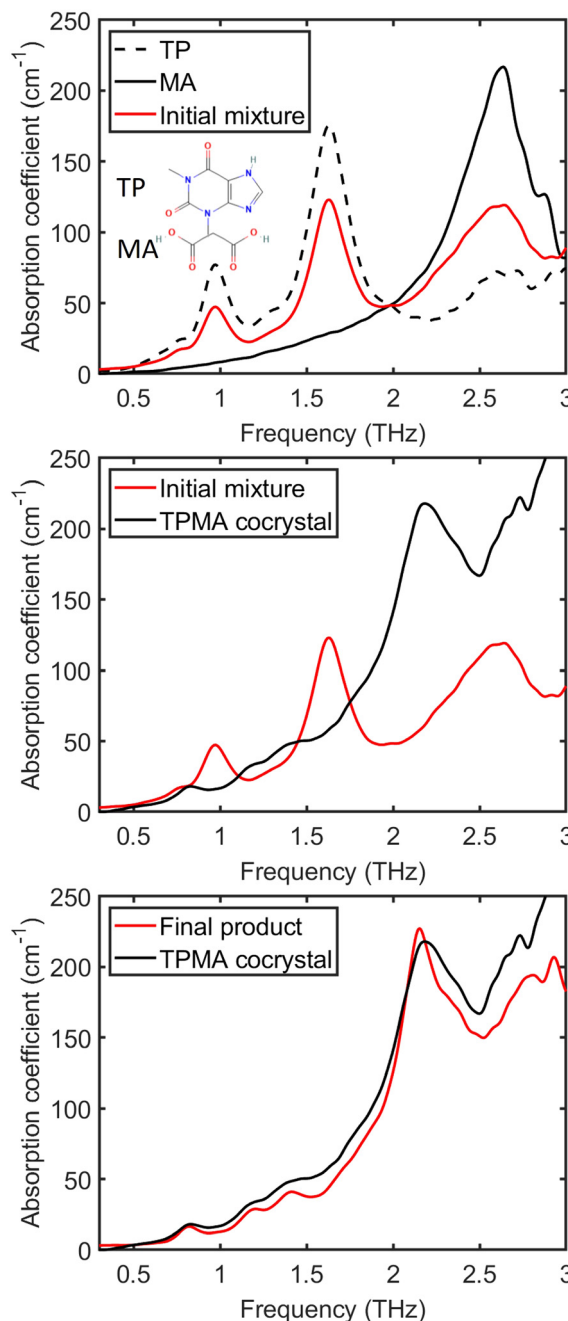 250
200
150
100
50
0
Absorption coefficient (cm⁻¹)
TP
MA
Initial mixture
TP
MA
O
H
N
N
O
N
N
O
O
H
H
O
O
0.5
1
1.5
2
2.5
3
Frequency (THz)
250
200
150
100
50
0
Absorption coefficient (cm⁻¹)
Initial mixture
TPMA cocrystal
0.5
1
1.5
2
2.5
3
Frequency (THz)
250
200
150
100
50
0
Absorption coefficient (cm⁻¹)
Final product
TPMA cocrystal
0.5
1
1.5
2
2.5
3
Frequency (THz)